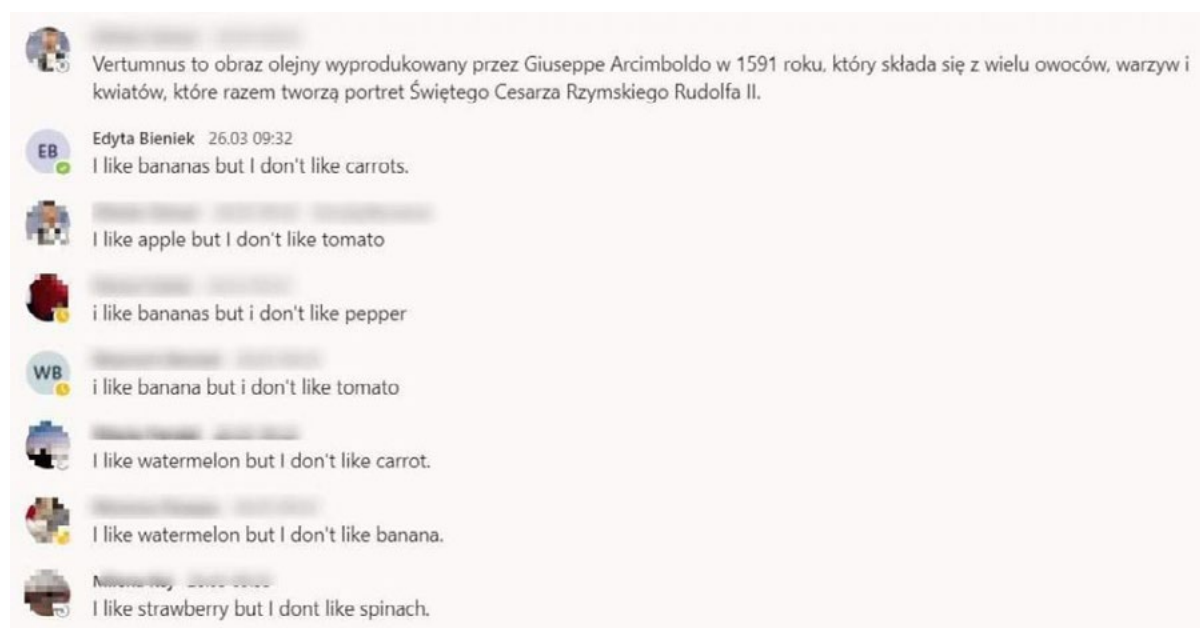 Vertumnus to obraz olejny wyprodukowany przez Giuseppe Arcimboldo w 1591 roku, który składa się z wielu owoców, warzyw i
kwiatów, które razem tworzą portret Świętego Cesarza Rzymskiego Rudolfa II.
EB
Edyta Bieniek 26.03 09:32
I like bananas but I don't like carrots.
I like apple but I don't like tomato
i like bananas but i don't like pepper
WB
i like banana but i don't like tomato
I like watermelon but I don't like carrot.
I like watermelon but I don't like banana.
I like strawberry but I dont like spinach.